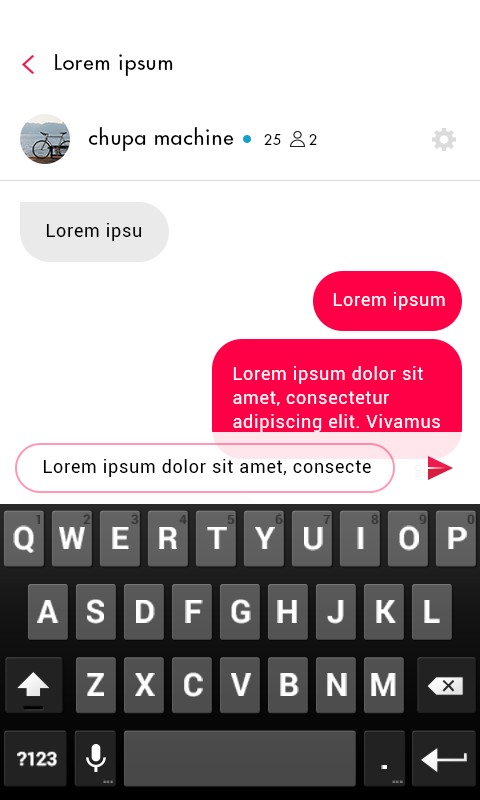 Lorem ipsum
chupa machine 25 2
Lorem ipsu
Lorem ipsum
Lorem ipsum dolor sit
amet, consectetur
adipiscing elit. Vivamus
Lorem ipsum dolor sit amet, consecte
1 2 3 4 5 6 7 8 9 0
Q W E R T Y U I O P
A S D F G H J K L
Z X C V B N M
?123 . ...